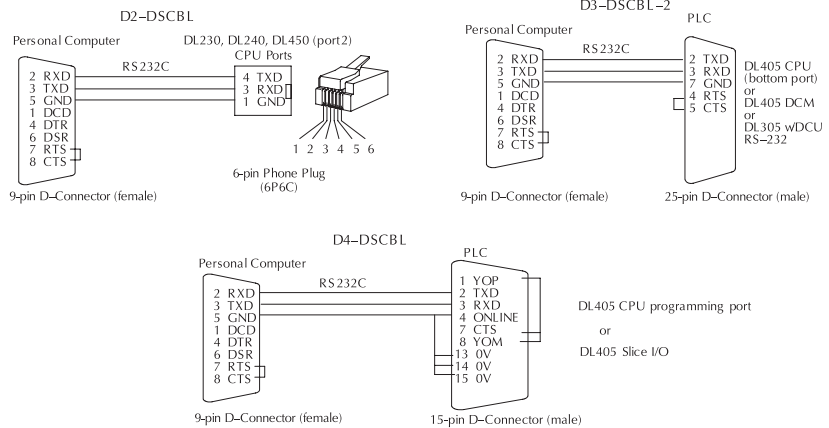 D2–DSCBL
Personal Computer
DL230, DL240, DL450 (port2)
CPU Ports
RS232C
2 RXD
3 TXD
5 GND
1 DCD
4 DTR
6 DSR
7 RTS
8 CTS
4 TXD
3 RXD
1 GND
1 2 3 4 5 6
6-pin Phone Plug
(6P6C)
9-pin D–Connector (female)
D3–DSCBL–2
PLC
Personal Computer
RS232C
2 RXD
3 TXD
5 GND
1 DCD
4 DTR
6 DSR
7 RTS
8 CTS
2 TXD
3 RXD
7 GND
4 RTS
5 CTS
DL405 CPU
(bottom port)
or
DL405 DCM
or
DL305 wDCU
RS–232
9-pin D–Connector (female)
25-pin D–Connector (male)
D4–DSCBL
PLC
Personal Computer
RS232C
2 RXD
3 TXD
5 GND
1 DCD
4 DTR
6 DSR
7 RTS
8 CTS
1 YOP
2 TXD
3 RXD
4 ONLINE
7 CTS
8 YOM
13 0V
14 0V
15 0V
DL405 CPU programming port
or
DL405 Slice I/O
9-pin D–Connector (female)
15-pin D–Connector (male)